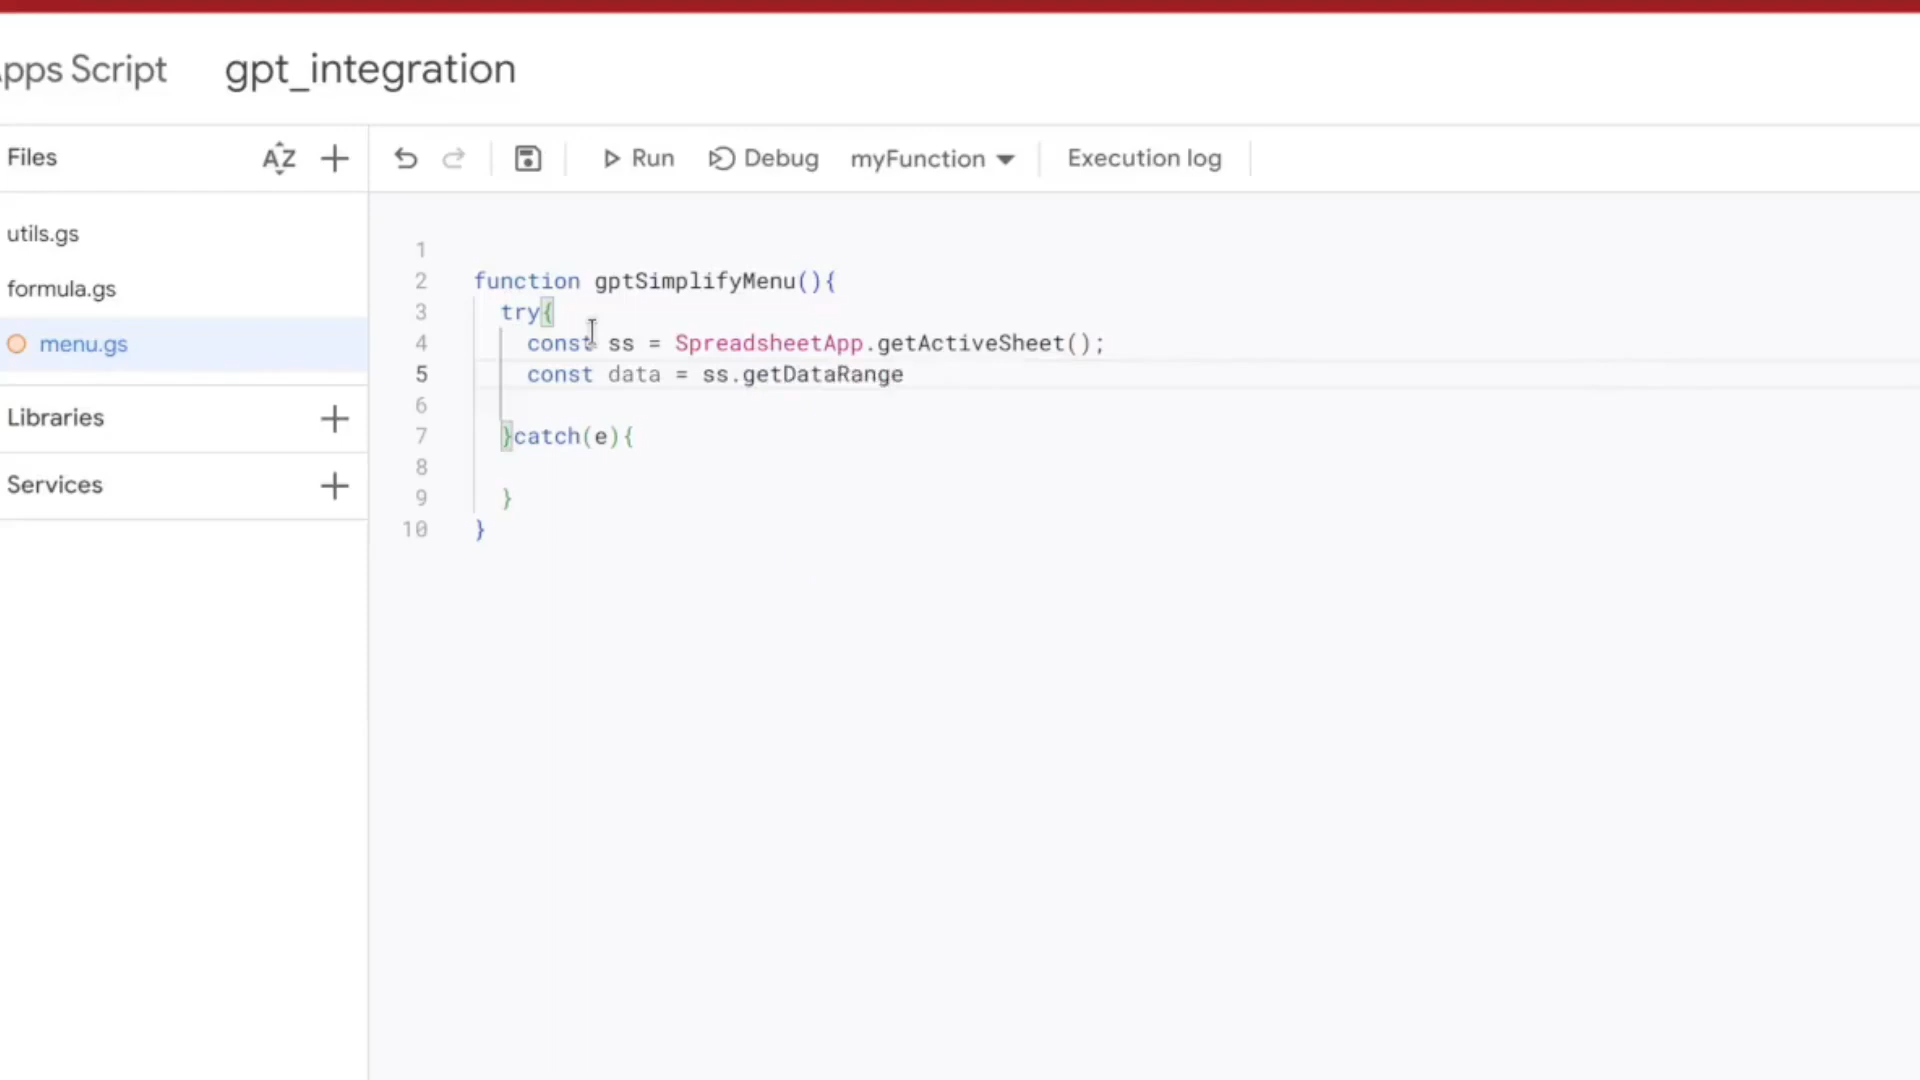 pps Script gpt_integration
Files AZ
Run Debug myFunction Execution log
utils.gs
formula.gs
menu.gs
Libraries
Services
1
2 function gptSimplifyMenu(){
3 try{
4 const ss = SpreadsheetApp.getActiveSheet();
5 const data = ss.getDataRange
6
7 }catch(e){
8
9 }
10 }